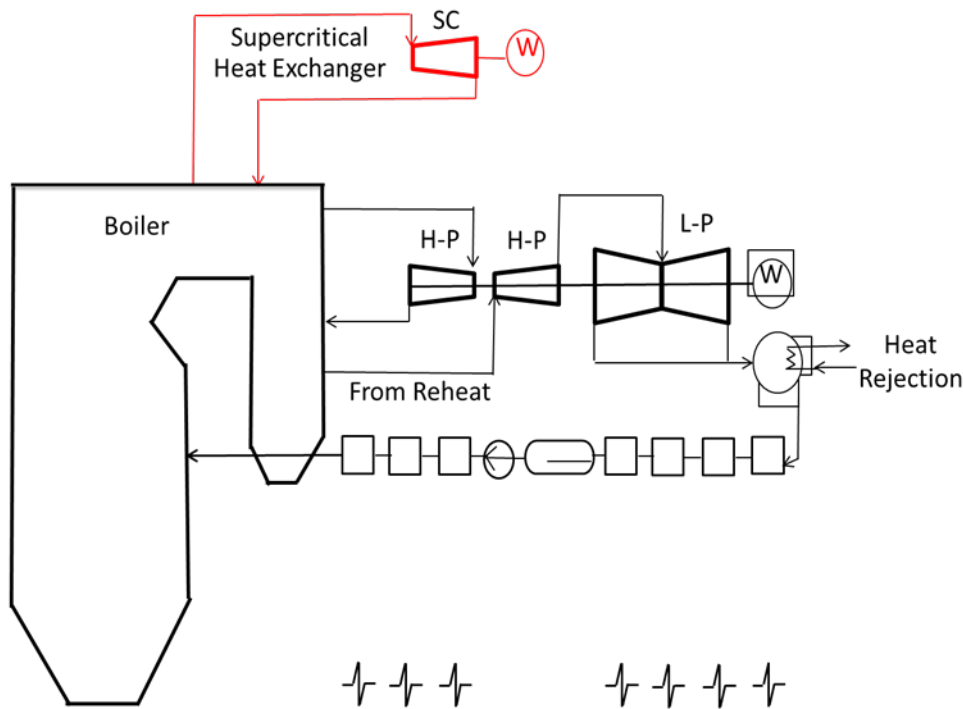 SC
Supercritical
Heat Exchanger
W
Boiler
H-P
H-P
L-P
W
Heat
Rejection
From Reheat